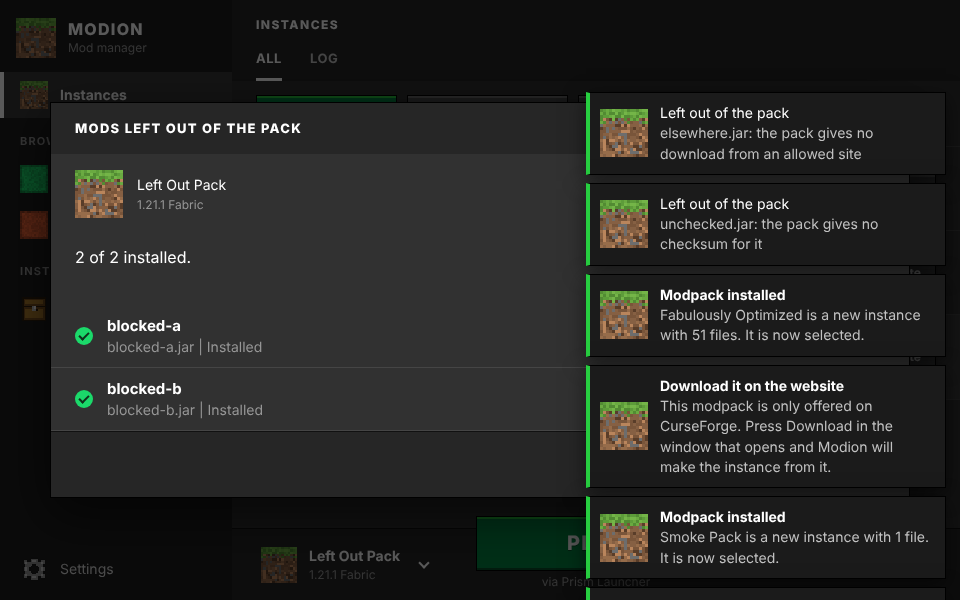 MODION
Mod manager
Instances
INSTANCES
ALL
LOG
MODS LEFT OUT OF THE PACK
Left Out Pack
1.21.1 Fabric
2 of 2 installed.
blocked-a
blocked-a.jar | Installed
blocked-b
blocked-b.jar | Installed
Left out of the pack
elsewhere.jar: the pack gives no
download from an allowed site
Left out of the pack
unchecked.jar: the pack gives no
checksum for it
Modpack installed
Fabulously Optimized is a new instance
with 51 files. It is now selected.
Download it on the website
This modpack is only offered on
CurseForge. Press Download in the
window that opens and Modion will
make the instance from it.
Modpack installed
Smoke Pack is a new instance with 1 file.
It is now selected.
Settings
Left Out Pack
1.21.1 Fabric
via Prism Launcher